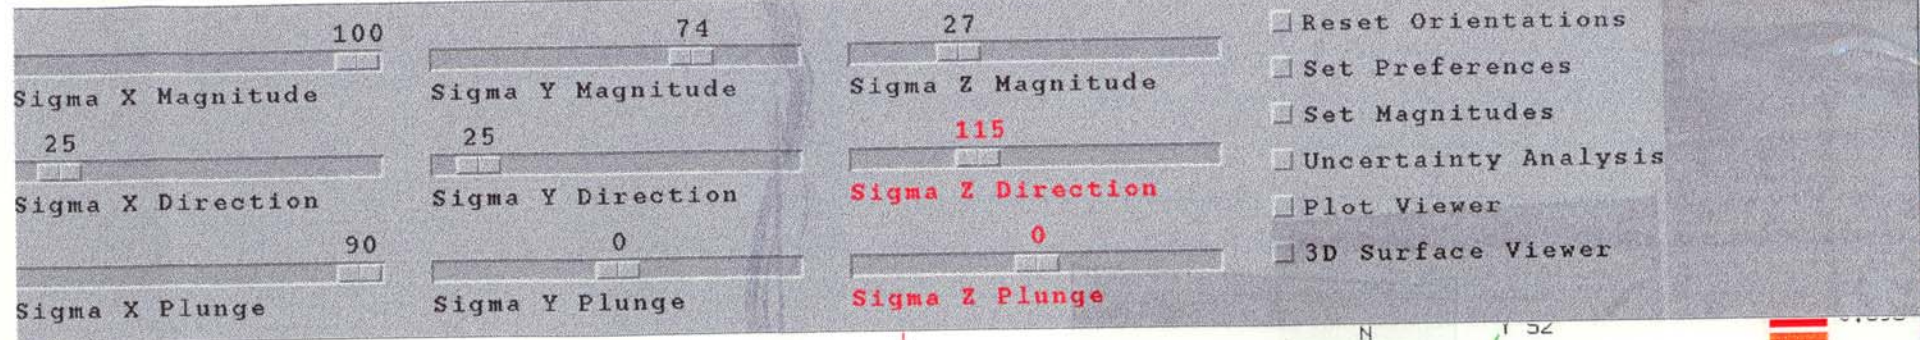 100 74 27
Sigma X Magnitude Sigma Y Magnitude Sigma Z Magnitude
25 25 115
Sigma X Direction Sigma Y Direction Sigma Z Direction
90 0 0
Sigma X Plunge Sigma Y Plunge Sigma Z Plunge
Reset Orientations
Set Preferences
Set Magnitudes
Uncertainty Analysis
Plot Viewer
3D Surface Viewer
N